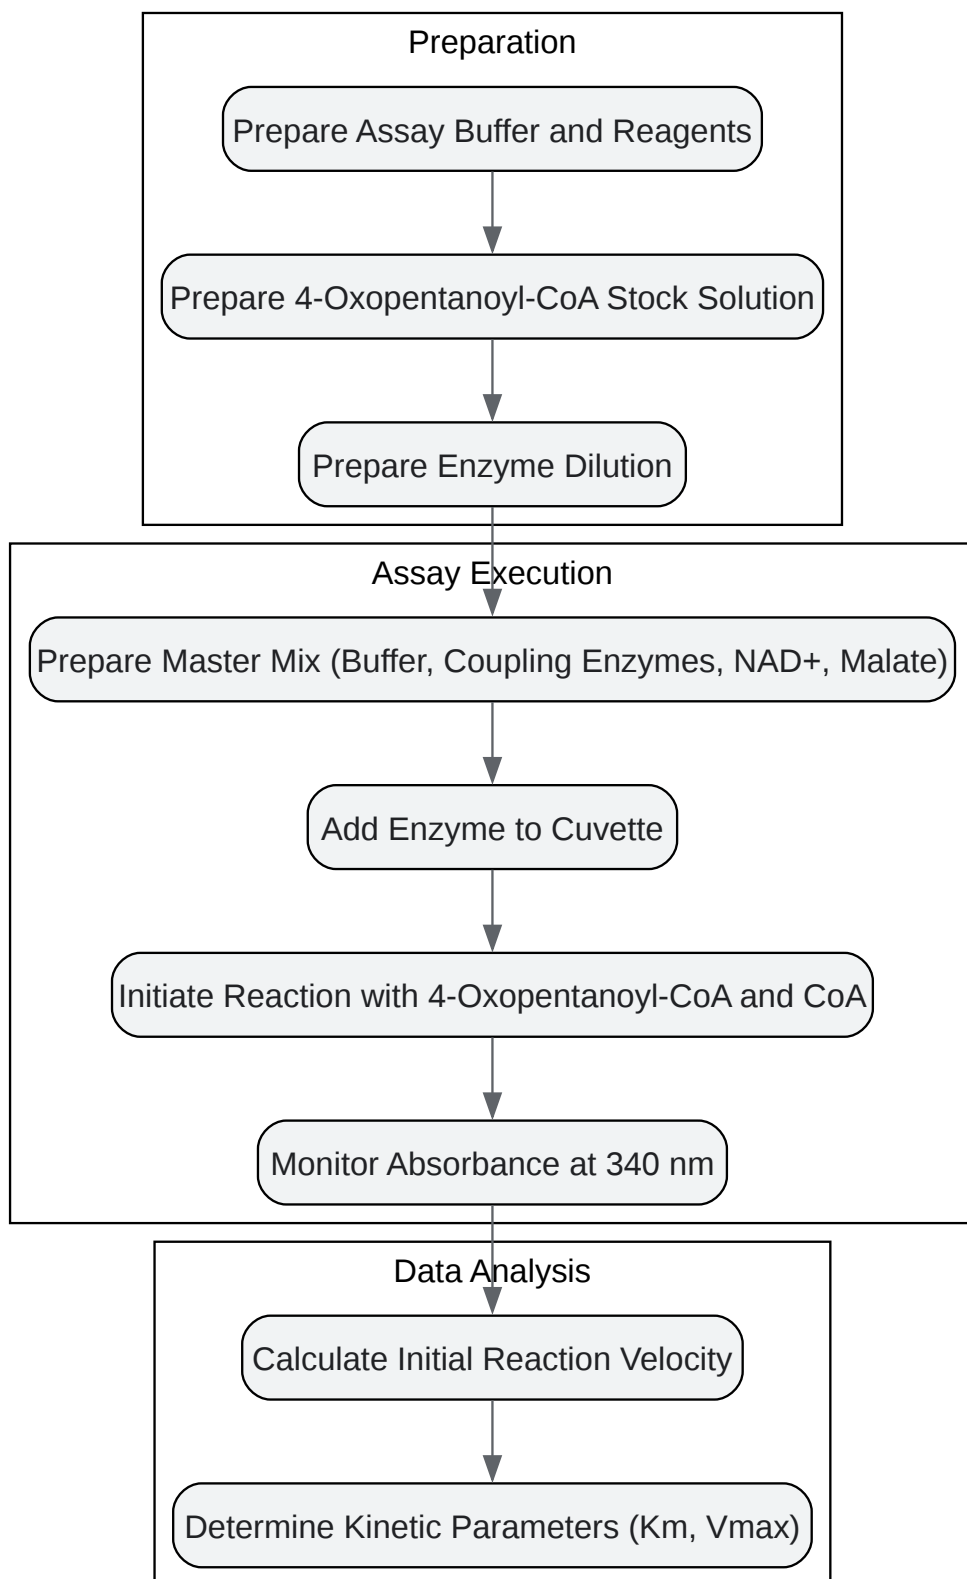 Preparation
Prepare Assay Buffer and Reagents
Prepare 4-Oxopentanoyl-CoA Stock Solution
Prepare Enzyme Dilution
Assay Execution
Prepare Master Mix (Buffer, Coupling Enzymes, NAD+, Malate)
Add Enzyme to Cuvette
Initiate Reaction with 4-Oxopentanoyl-CoA and CoA
Monitor Absorbance at 340 nm
Data Analysis
Calculate Initial Reaction Velocity
Determine Kinetic Parameters (Km, Vmax)